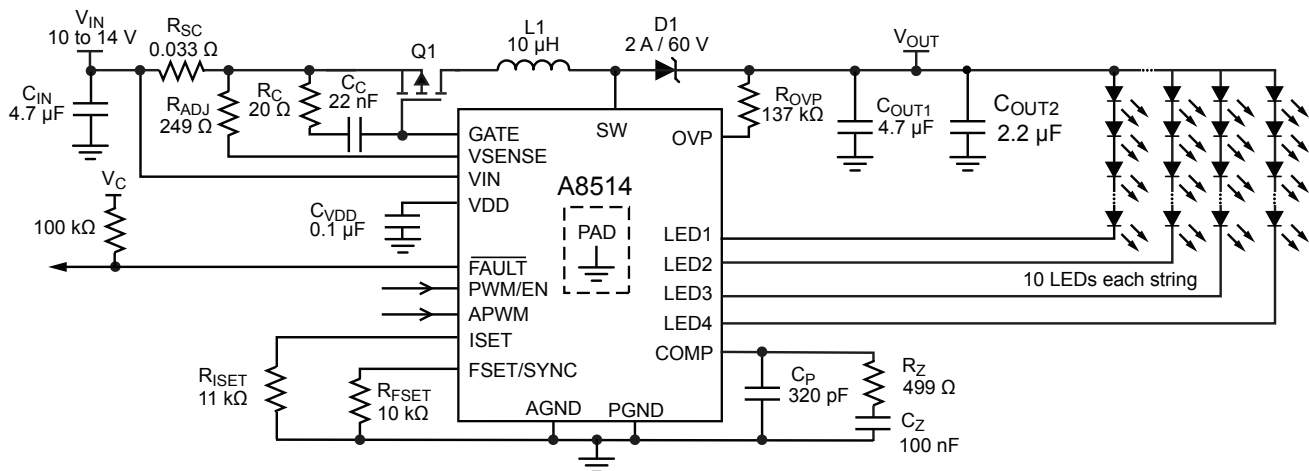 VIN
10 to 14 V
RSC
0.033 Ω
Q1
L1
10 µH
D1
2 A / 60 V
VOUT
CIN
4.7 µF
RADJ
249 Ω
RC
20 Ω
CC
22 nF
ROVP
137 kΩ
COUT1
4.7 µF
COUT2
2.2 µF
GATE
VSENSE
VIN
VDD
SW
OVP
A8514
PAD
VC
100 kΩ
CVDD
0.1 µF
FAULT
PWM/EN
APWM
ISET
FSET/SYNC
LED1
LED2
LED3
LED4
10 LEDs each string
COMP
AGND
PGND
RISET
11 kΩ
RFSET
10 kΩ
CP
320 pF
RZ
499 Ω
CZ
100 nF